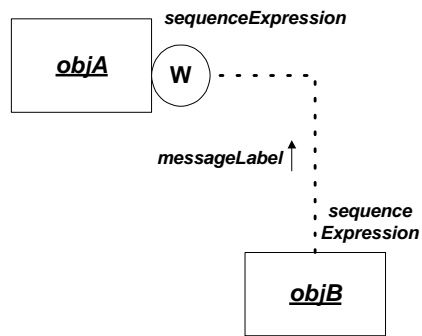 sequenceExpression
objA
W
messageLabel
sequence
Expression
objB